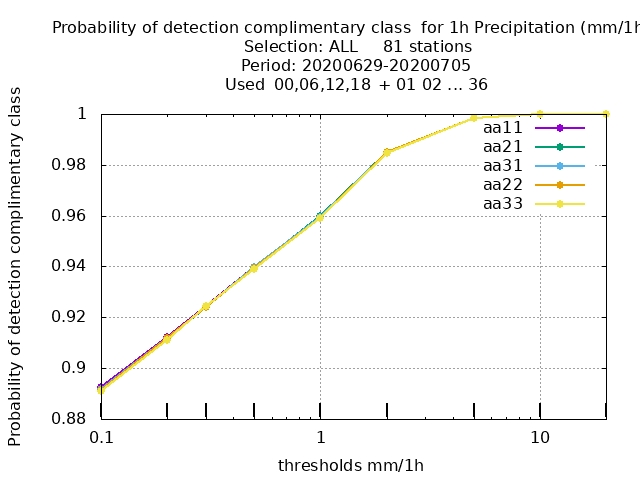 Probability of detection complimentary class  for 1h Precipitation (mm/1h
Selection: ALL     81 stations
Period: 20200629-20200705
Used  00,06,12,18 + 01 02 ... 36
Probability of detection complimentary class
1
0.98
0.96
0.94
0.92
0.9
0.88
aa11
aa21
aa31
aa22
aa33
0.1
1
10
thresholds mm/1h